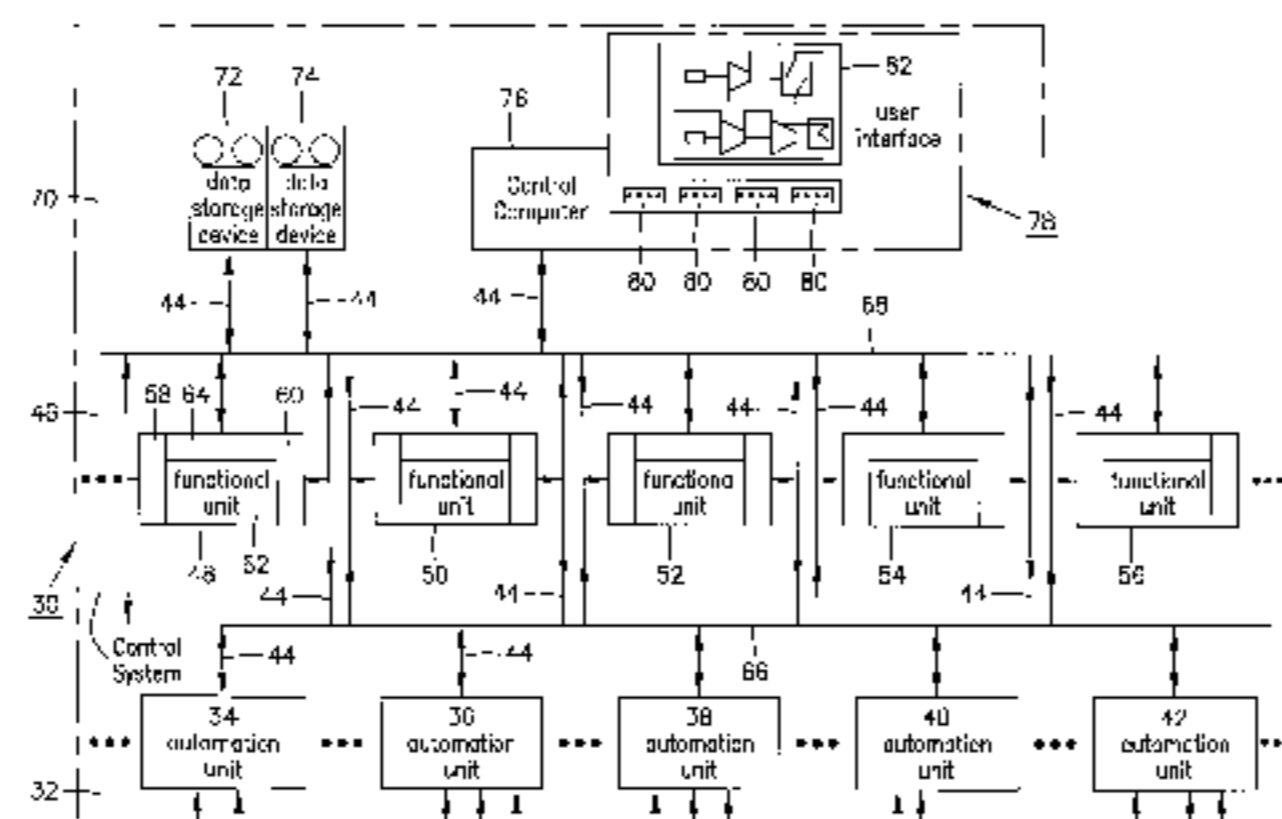 72 74
76
62
user
interface
data
storage
device
data
storage
device
Control
Computer
70
78
80 80 60 80
44 44 44
68
58 64 60
44 44 44 44 44 44
46
functional
unit
functional
unit
functional
unit
functional
unit
functional
unit
48 52 50 52 54 56
30
44 44 44
Control
System
44 44
66
34
automation
unit
36
automation
unit
38
automation
unit
40
automation
unit
42
automation
unit
32